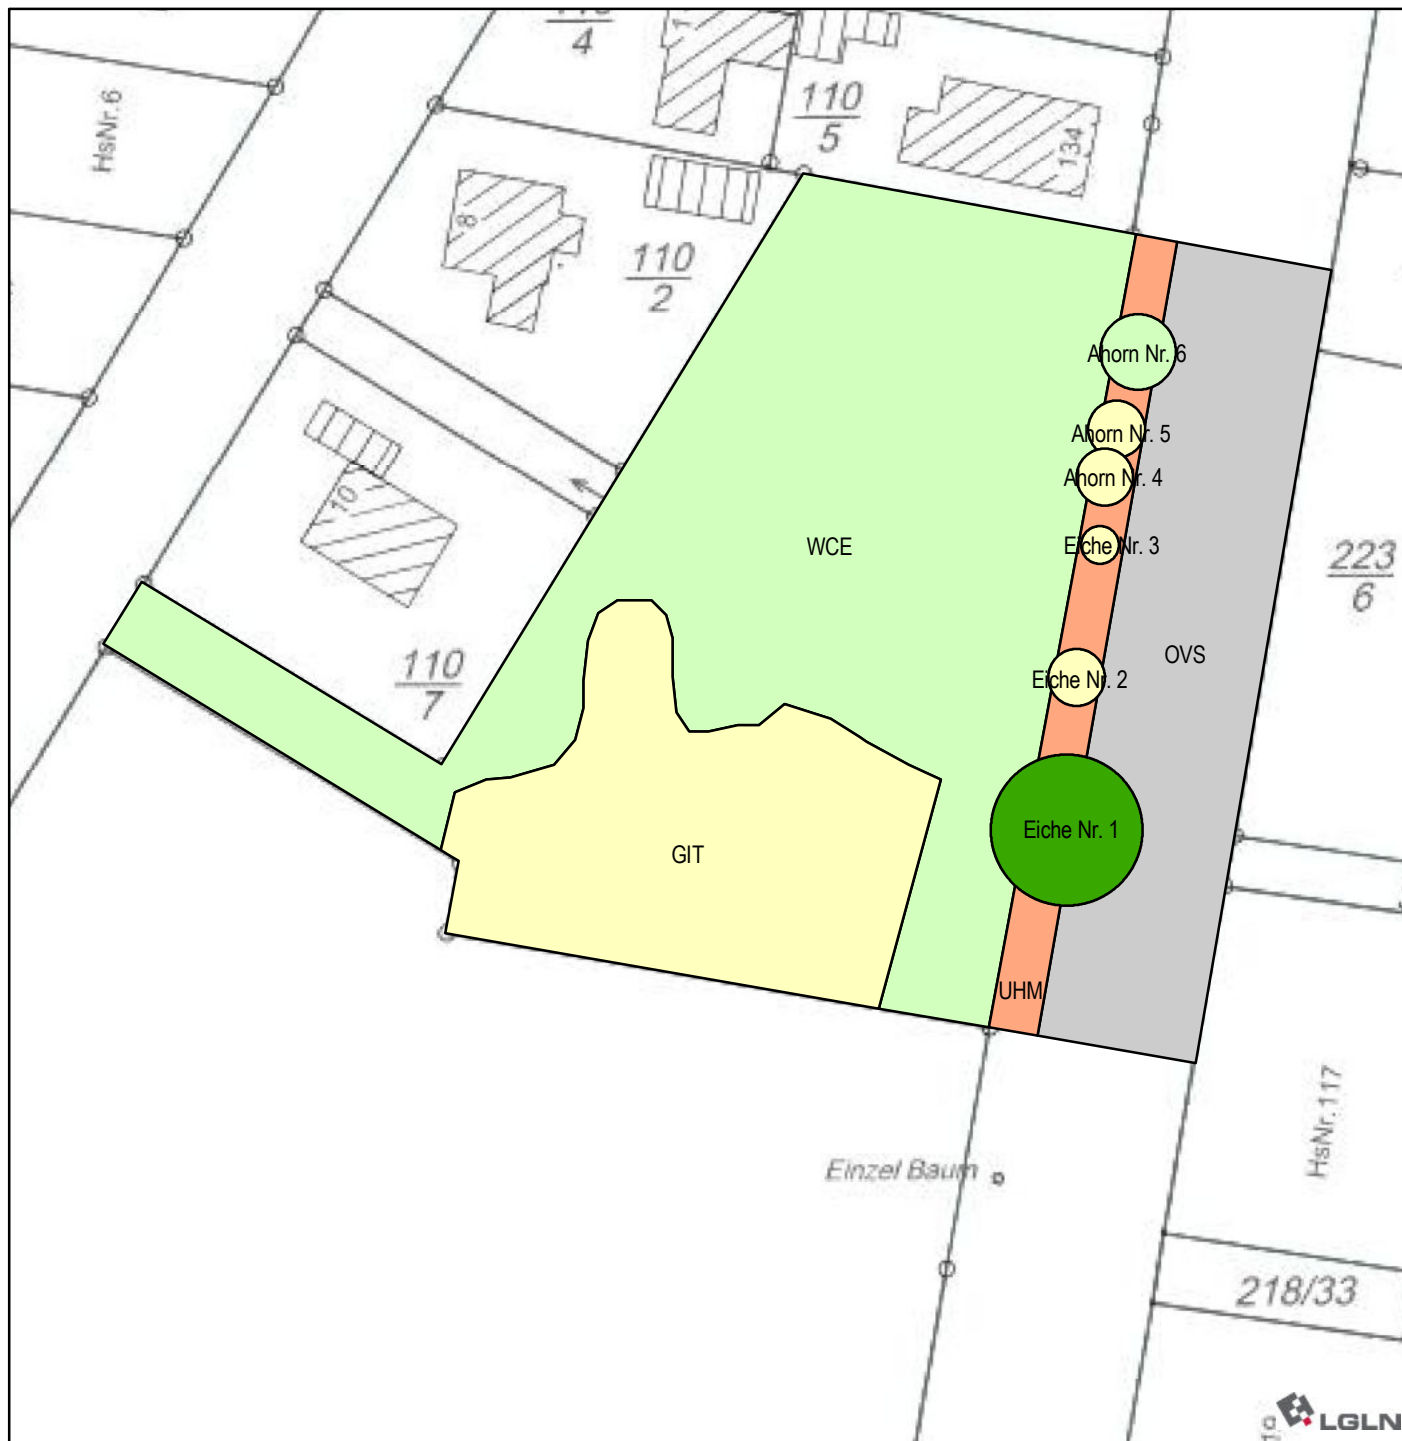 4
1
HsNr.6
110
5
134
8
110
2
Ahorn Nr. 6
Ahorn Nr. 5
Ahorn Nr. 4
10
WCE
Eiche Nr. 3
223
6
110
7
Eiche Nr. 2
OVS
Eiche Nr. 1
GIT
UHM
HsNr.117
Einzel Baum
218/33
LGLN